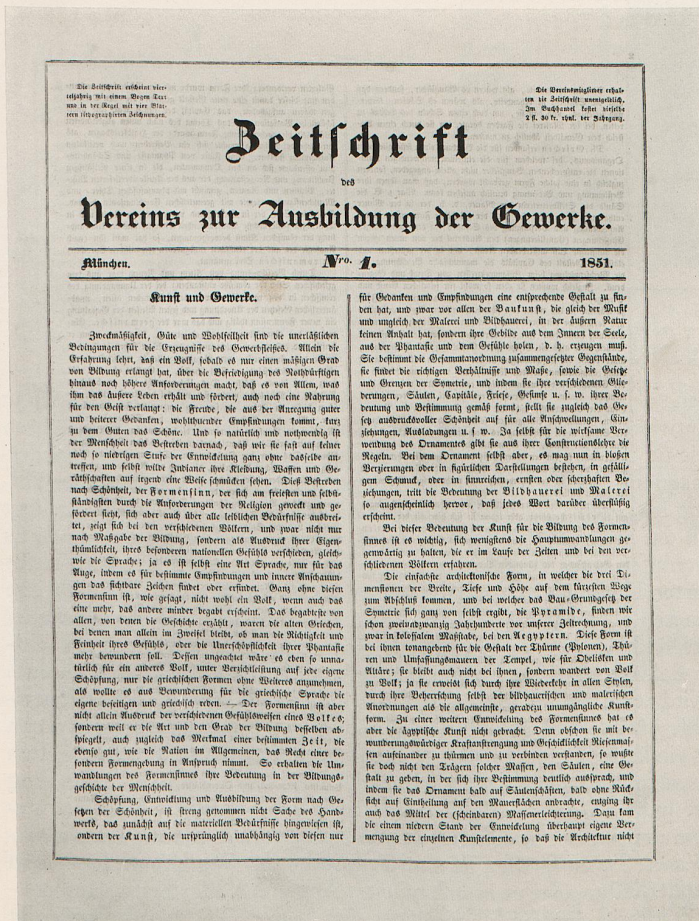 Die Zeitschrift erscheint vier-
teljährig mit einem Bogen Text
und in der Regel mit vier Blät-
tern lithographirten Zeichnungen.
Die Vereinsmitglieder erhal-
ten die Zeitschrift unentgeltlich.
Im Buchhandel kostet dieselbe
2 fl. 30 kr. rhnl. der Jahrgang.
Zeitschrift
des
Vereins zur Ausbildung der Gewerke.
München.
Nro. 1.
1851.
Kunst und Gewerke.
Zweckmäßigkeit, Güte und Wohlfeilheit sind die unerläßlichen
Bedingungen für die Erzeugnisse des Gewerbfleißes. Allein die
Erfahrung lehrt, daß ein Volk, sobald es nur einen mäßigen Grad
von Bildung erlangt hat, über die Befriedigung des Nothdürftigen
hinaus noch höhere Anforderungen macht, daß es von Allem, was
ihm das äußere Leben erhält und fördert, auch noch eine Nahrung
für den Geist verlangt: die Freude, die aus der Anregung guter
und heiterer Gedanken, wohlthuender Empfindungen kommt, kurz
zu dem Guten das Schöne. Und so natürlich und nothwendig ist
der Menschheit das Bestreben darnach, daß wir sie fast auf keiner
noch so niedrigen Stufe der Entwickelung ganz ohne dasselbe an-
treffen, und selbst wilde Indianer ihre Kleidung, Waffen und Ge-
räthschaften auf irgend eine Weise schmücken sehen. Dieß Bestreben
nach Schönheit, der Formensinn, der sich am freiesten und selbst-
ständigsten durch die Anforderungen der Religion geweckt und ge-
fördert sieht, sich aber auch über alle leiblichen Bedürfnisse ausbrei-
tet, zeigt sich bei den verschiedenen Völkern, und zwar nicht nur
nach Maßgabe der Bildung, sondern als Ausdruck ihrer Eigen-
thümlichkeit, ihres besonderen nationellen Gefühls verschieden, gleich-
wie die Sprache; ja es ist selbst eine Art Sprache, nur für das
Auge, indem es für bestimmte Empfindungen und innere Anschauun-
gen das sichtbare Zeichen findet oder erfindet. Ganz ohne diesen
Formensinn ist, wie gesagt, nicht wohl ein Volk, wenn auch das
eine mehr, das andere minder begabt erscheint. Das begabteste von
allen, von denen die Geschichte erzählt, waren die alten Griechen,
bei denen man allein im Zweifel bleibt, ob man die Richtigkeit und
Feinheit ihres Gefühls, oder die Unerschöpflichkeit ihrer Phantasie
mehr bewundern soll. Dessen ungeachtet wäre es eben so unna-
türlich für ein anderes Volk, unter Verzichtleistung auf jede eigene
Schöpfung, nur die griechischen Formen ohne Weiteres anzunehmen,
als wollte es aus Bewunderung für die griechische Sprache die
eigene beseitigen und griechisch reden. — Der Formensinn ist aber
nicht allein Ausdruck der verschiedenen Gefühlsweisen eines Volkes;
sondern weil er die Art und den Grad der Bildung desselben ab-
spiegelt, auch zugleich das Merkmal einer bestimmten Zeit, die
ebenso gut, wie die Nation im Allgemeinen, das Recht einer be-
sondern Formengebung in Anspruch nimmt. So erhalten die Um-
wandlungen des Formensinnes ihre Bedeutung in der Bildungs-
geschichte der Menschheit.
Schöpfung, Entwicklung und Ausbildung der Form nach Ge-
setzen der Schönheit, ist streng genommen nicht Sache des Hand-
werks, das zunächst auf die materiellen Bedürfnisse hingewiesen ist,
ondern der Kunst, die ursprünglich unabhängig von diesen nur
für Gedanken und Empfindungen eine entsprechende Gestalt zu fin-
den hat, und zwar vor allen der Baukunst, die gleich der Musik
und ungleich der Malerei und Bildhauerei, in der äußern Natur
keinen Anhalt hat, sondern ihre Gebilde aus dem Innern der Seele,
aus der Phantasie und dem Gefühle holen, d. h. erzeugen muß.
Sie bestimmt die Gesammtanordnung zusammengesetzter Gegenstände,
sie findet die richtigen Verhältnisse und Maße, sowie die Gesetze
und Grenzen der Symetrie, und indem sie ihre verschiedenen Glie-
derungen, Säulen, Capitäle, Friese, Gesimse u. s. w. ihrer Be-
deutung und Bestimmung gemäß formt, stellt sie zugleich das Ge-
setz ausdrucksvoller Schönheit auf für alle Anschwellungen, Ein-
ziehungen, Ausladungen u. s. w. Ja selbst für die wirksame Ver-
wendung des Ornamentes gibt sie aus ihrer Constructionslehre die
Regeln. Bei dem Ornament selbst aber, es mag nun in bloßen
Verzierungen oder in figürlichen Darstellungen bestehen, in gefälli-
gem Schmuck, oder in sinnreichen, ernsten oder scherzhaften Be-
ziehungen, tritt die Bedeutung der Bildhauerei und Malerei
so augenscheinlich hervor, daß jedes Wort darüber überflüssig
erscheint.
Bei dieser Bedeutung der Kunst für die Bildung des Formen-
sinnes ist es wichtig, sich wenigstens die Hauptumwandlungen ge-
genwärtig zu halten, die er im Laufe der Zeiten und bei den ver-
schiedenen Völkern erfahren.
Die einfachste architektonische Form, in welcher die drei Di-
mensionen der Breite, Tiefe und Höhe auf dem kürzesten Wege
zum Abschluß kommen, und bei welcher das Bau-Grundgesetz der
Symetrie sich ganz von selbst ergibt, die Pyramide, finden wir
schon zweiundzwanzig Jahrhunderte vor unserer Zeitrechnung, und
zwar in kolossalem Maßstabe, bei den Aegyptern. Diese Form ist
bei ihnen tonangebend für die Gestalt der Thürme (Pylonen), Thü-
ren und Umfassungsmauern der Tempel, wie für Obelisken und
Altäre; sie bleibt auch nicht bei ihnen, sondern wandert von Volk
zu Volk; ja sie erweist sich durch ihre Wiederkehr in allen Stylen,
durch ihre Beherrschung selbst der bildhauerischen und malerischen
Anordnungen als die allgemeinste, geradezu unumgängliche Kunst-
form. Zu einer weitern Entwickelung des Formensinnes hat es
aber die ägyptische Kunst nicht gebracht. Denn obschon sie mit be-
wunderungswürdiger Kraftanstrengung und Geschicklichkeit Riesenmas-
sen aufeinander zu thürmen und zu verbinden verstanden, so wußte
sie doch nicht den Trägern solcher Massen, den Säulen, eine Ge-
stalt zu geben, in der sich ihre Bestimmung deutlich aussprach, und
indem sie das Ornament bald an Säulenschäften, bald ohne Rück-
sicht auf Eintheilung auf den Mauerflächen anbrachte, entging ihr
auch das Mittel der (scheinbaren) Massenerleichterung. Dazu kam
die einem niedern Stand der Entwickelung überhaupt eigene Ver-
mengung der einzelnen Kunstelemente, so daß die Architektur nicht